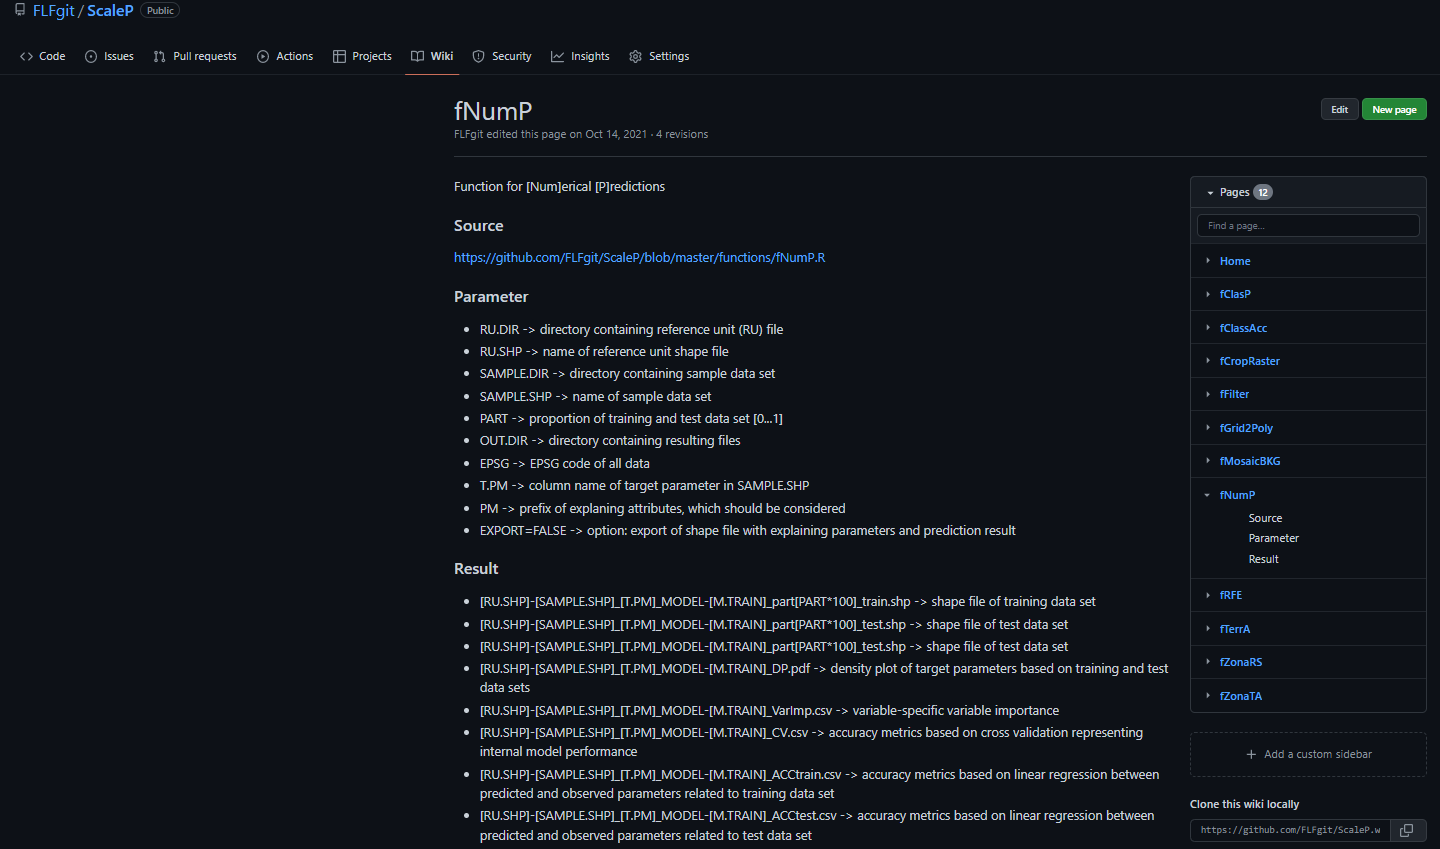 FLFgit / ScaleP Public
Code Issues Pull requests Actions Projects Wiki Security Insights Settings
fNumP
FLFgit edited this page on Oct 14, 2021 · 4 revisions
Edit New page
Function for [Num]erical [P]redictions
Source
https://github.com/FLFgit/ScaleP/blob/master/functions/fNumP.R
Parameter
• RU.DIR -> directory containing reference unit (RU) file
• RU.SHP -> name of reference unit shape file
• SAMPLE.DIR -> directory containing sample data set
• SAMPLE.SHP -> name of sample data set
• PART -> proportion of training and test data set [0...1]
• OUT.DIR -> directory containing resulting files
• EPSG -> EPSG code of all data
• T.PM -> column name of target parameter in SAMPLE.SHP
• PM -> prefix of explaning attributes, which should be considered
• EXPORT=FALSE -> option: export of shape file with explaining parameters and prediction result
Result
• [RU.SHP]-[SAMPLE.SHP]_[T.PM]_MODEL-[M.TRAIN]_part[PART*100]_train.shp -> shape file of training data set
• [RU.SHP]-[SAMPLE.SHP]_[T.PM]_MODEL-[M.TRAIN]_part[PART*100]_test.shp -> shape file of test data set
• [RU.SHP]-[SAMPLE.SHP]_[T.PM]_MODEL-[M.TRAIN]_part[PART*100]_test.shp -> shape file of test data set
• [RU.SHP]-[SAMPLE.SHP]_[T.PM]_MODEL-[M.TRAIN]_DP.pdf -> density plot of target parameters based on training and test
data sets
• [RU.SHP]-[SAMPLE.SHP]_[T.PM]_MODEL-[M.TRAIN]_VarImp.csv -> variable-specific variable importance
• [RU.SHP]-[SAMPLE.SHP]_[T.PM]_MODEL-[M.TRAIN]_CV.csv -> accuracy metrics based on cross validation representing
internal model performance
• [RU.SHP]-[SAMPLE.SHP]_[T.PM]_MODEL-[M.TRAIN]_ACCtrain.csv -> accuracy metrics based on linear regression between
predicted and observed parameters related to training data set
• [RU.SHP]-[SAMPLE.SHP]_[T.PM]_MODEL-[M.TRAIN]_ACCtest.csv -> accuracy metrics based on linear regression between
predicted and observed parameters related to test data set
Pages 12
Find a page...
Home
fClasP
fClassAcc
fCropRaster
fFilter
fGrid2Poly
fMosaicBKG
fNumP
Source
Parameter
Result
fRFE
fTerrA
fZonaRS
fZonaTA
Add a custom sidebar
Clone this wiki locally
https://github.com/FLFgit/ScaleP.w